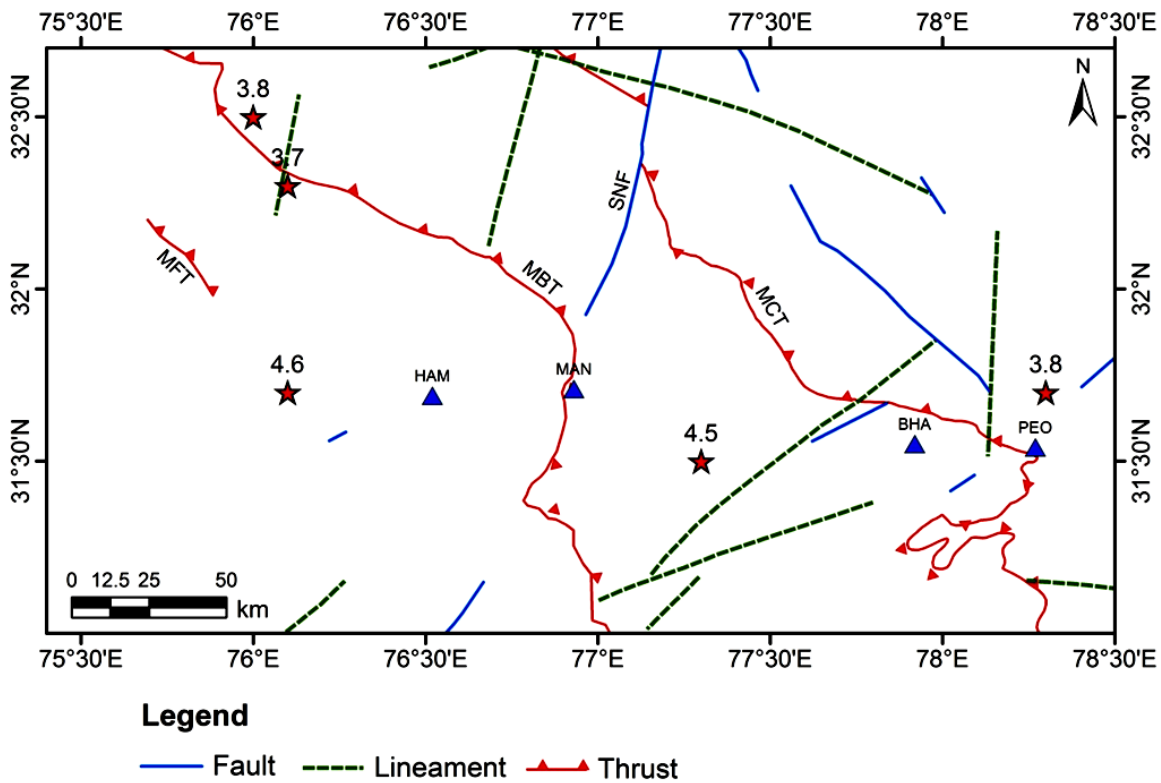 75°30'E 76°E 76°30'E 77°E 77°30'E 78°E 78°30'E
N
32°30'N 32°30'N
3.8
3.7
SNF
MFT
MBT
32°N 32°N
MCT
4.6
HAM
MAN
3.8
4.5
BHA
PEO
31°30'N 31°30'N
0 12.5 25 50
km
75°30'E 76°E 76°30'E 77°E 77°30'E 78°E 78°30'E
Legend
Fault Lineament Thrust